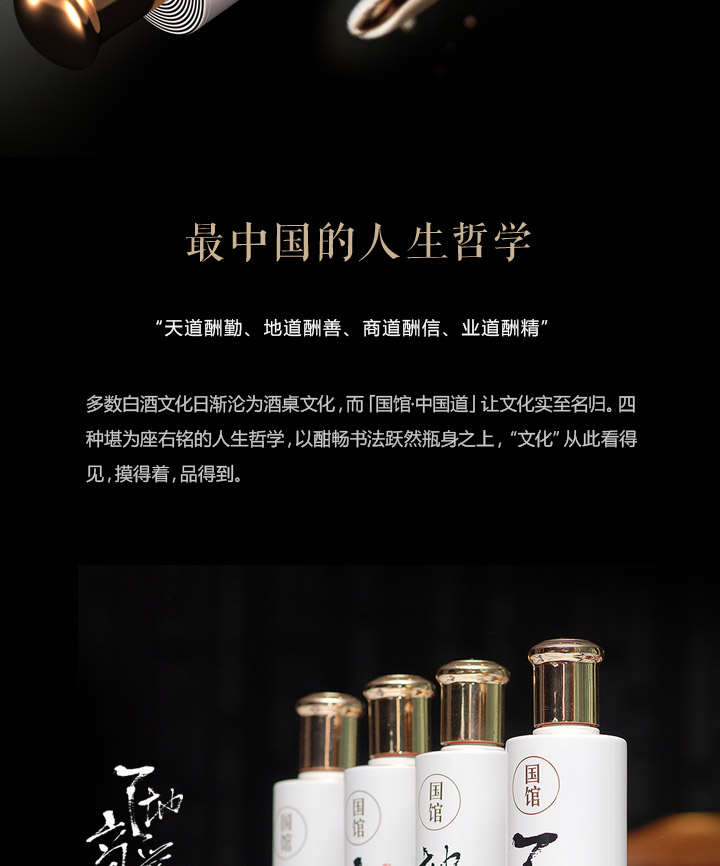 最中国的人生哲学
“天道酬勤、地道酬善、商道酬信、业道酬精”
多数白酒文化日渐沦为酒桌文化，而「国馆·中国道」让文化实至名归。四
种堪为座右铭的人生哲学，以酣畅书法跃然瓶身之上，“文化”从此看得
见，摸得着，品得到。
国馆
国馆
国馆
国馆